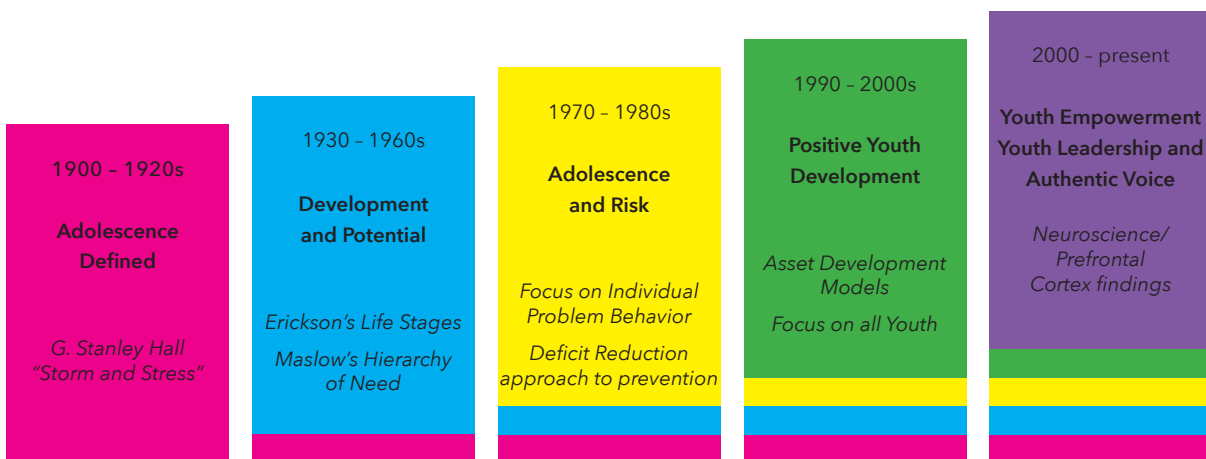 1900 – 1920s
Adolescence
Defined
G. Stanley Hall
“Storm and Stress”
1930 – 1960s
Development
and Potential
Erickson’s Life Stages
Maslow’s Hierarchy
of Need
1970 – 1980s
Adolescence
and Risk
Focus on Individual
Problem Behavior
Deficit Reduction
approach to prevention
1990 – 2000s
Positive Youth
Development
Asset Development
Models
Focus on all Youth
2000 – present
Youth Empowerment
Youth Leadership and
Authentic Voice
Neuroscience/
Prefrontal
Cortex findings